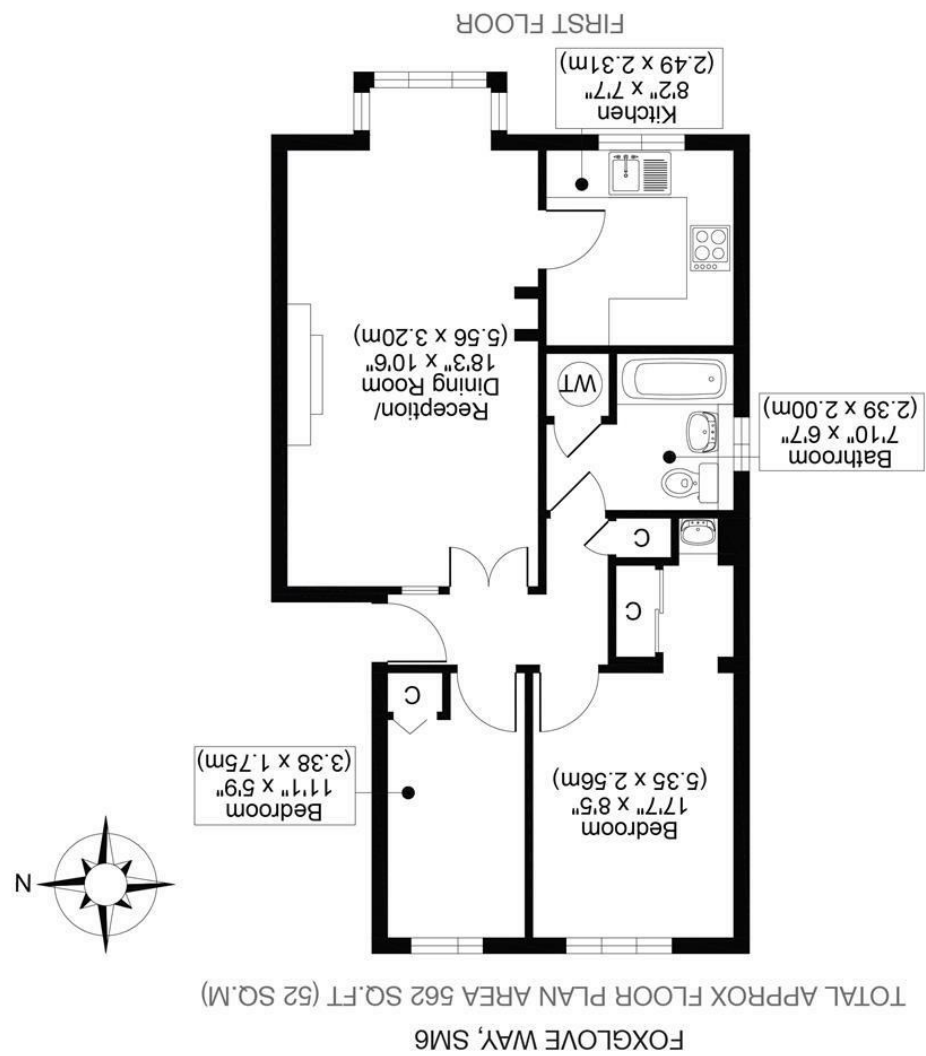 FOXGLOVE WAY, SM6
TOTAL APPROX FLOOR PLAN AREA 562 SQ.FT (52 SQ.M)
N
Bedroom
17'7" x 8'5"
(5.35 x 2.56m)
Bedroom
11'1" x 5'9"
(3.38 x 1.75m)
C
C
C
Bathroom
7'10" x 6'7"
(2.39 x 2.00m)
WT
Reception/
Dining Room
18'3" x 10'6"
(5.56 x 3.20m)
Kitchen
8'2" x 7'7"
(2.49 x 2.31m)
FIRST FLOOR